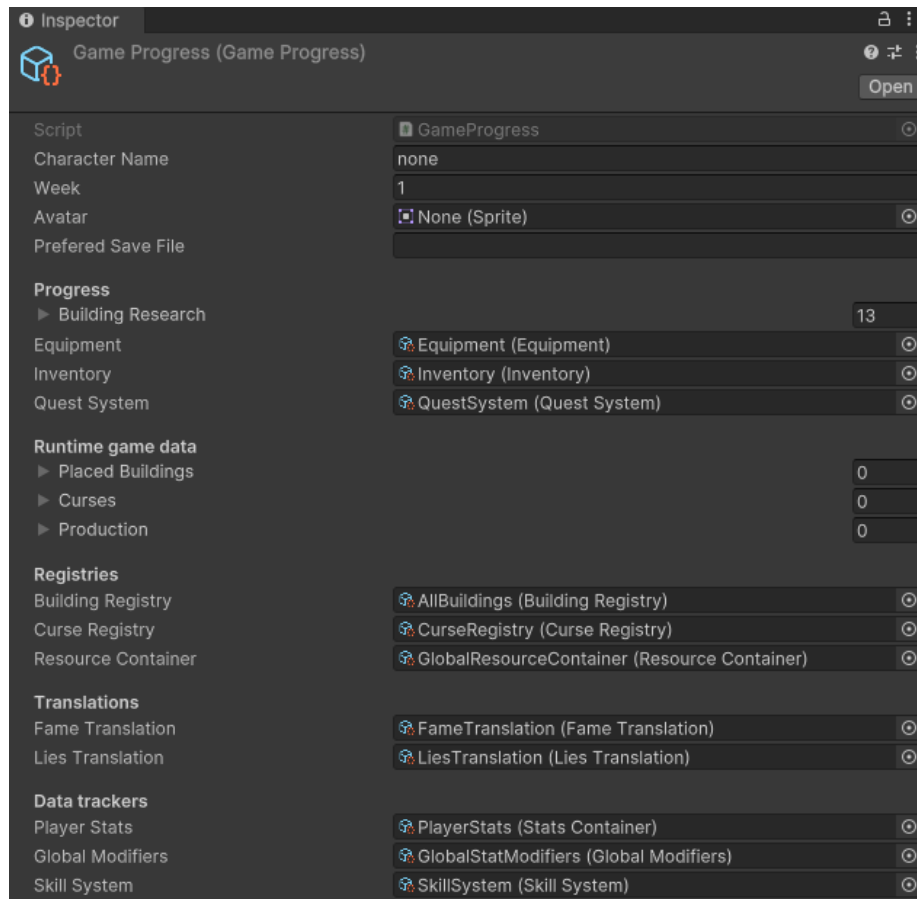 Inspector
Game Progress (Game Progress)
Open
Script GameProgress
Character Name none
Week 1
Avatar None (Sprite)
Prefered Save File
Progress
Building Research 13
Equipment Equipment (Equipment)
Inventory Inventory (Inventory)
Quest System QuestSystem (Quest System)
Runtime game data
Placed Buildings 0
Curses 0
Production 0
Registries
Building Registry AllBuildings (Building Registry)
Curse Registry CurseRegistry (Curse Registry)
Resource Container GlobalResourceContainer (Resource Container)
Translations
Fame Translation FameTranslation (Fame Translation)
Lies Translation LiesTranslation (Lies Translation)
Data trackers
Player Stats PlayerStats (Stats Container)
Global Modifiers GlobalStatModifiers (Global Modifiers)
Skill System SkillSystem (Skill System)